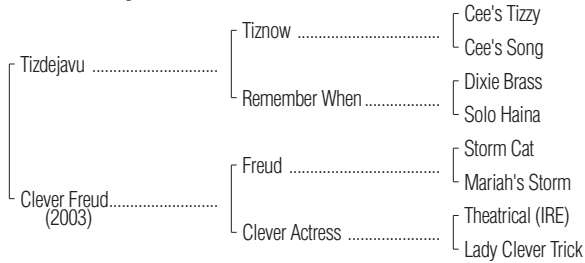 Cee's Tizzy
Tiznow ..................................
Cee's Song
Tizdejavu ..............................
Dixie Brass
Remember When ..................
Solo Haina
Storm Cat
Freud ....................................
Mariah's Storm
Clever Freud..........................
(2003)
Theatrical (IRE)
Clever Actress ......................
Lady Clever Trick